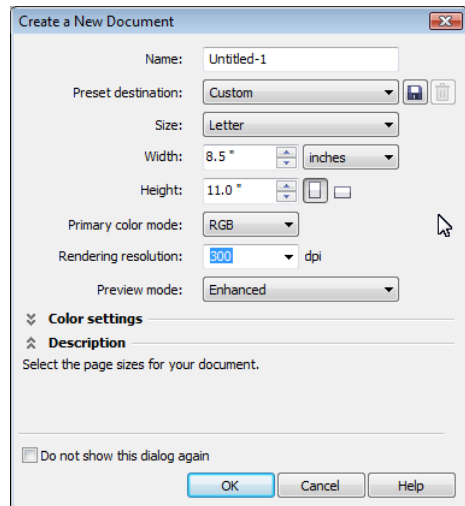 Create a New Document
Name: Untitled-1
Preset destination: Custom
Size: Letter
Width: 8.5 " inches
Height: 11.0 "
Primary color mode: RGB
Rendering resolution: 300 dpi
Preview mode: Enhanced
Color settings
Description
Select the page sizes for your document.
Do not show this dialog again
OK Cancel Help